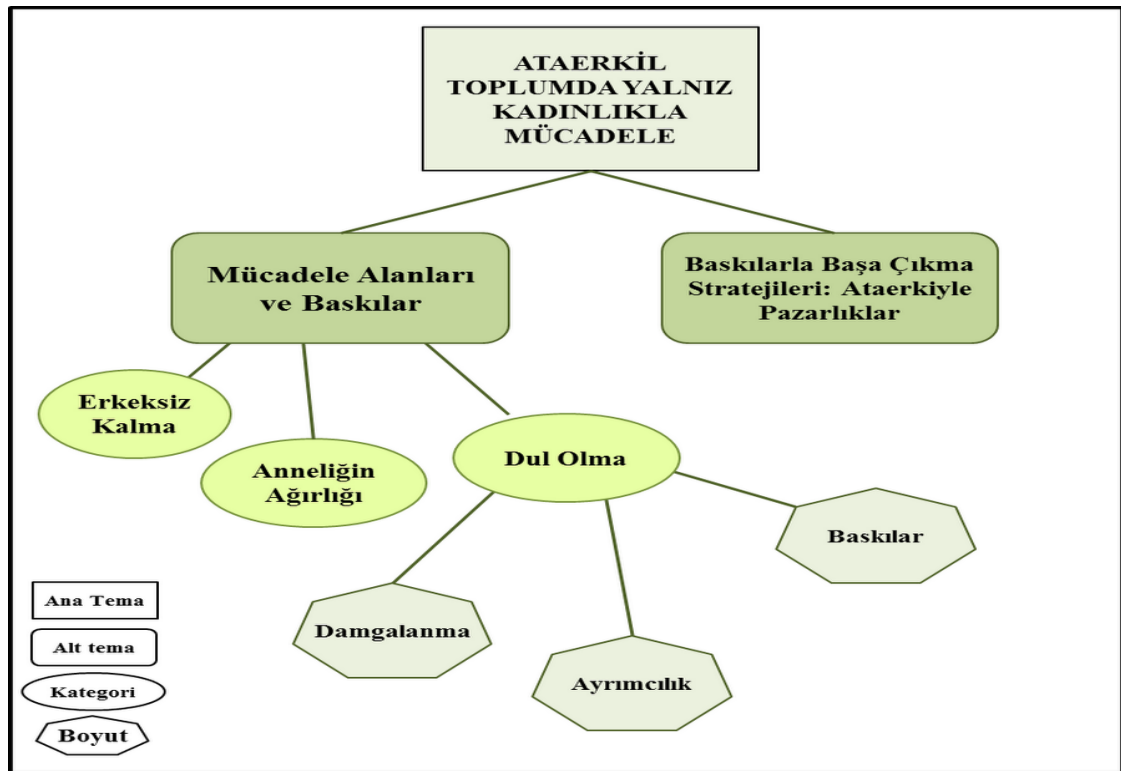 ATAERKİL
TOPLUMDA YALNIZ
KADINLIKLA
MÜCADELE
Mücadele Alanları
ve Baskılar
Baskılarla Başa Çıkma
Stratejileri: Ataerkiyle
Pazarlıklar
Erkeksiz
Kalma
Anneliğin
Ağırlığı
Dul Olma
Baskılar
Damgalanma
Ayrımcılık
Ana Tema
Alt tema
Kategori
Boyut